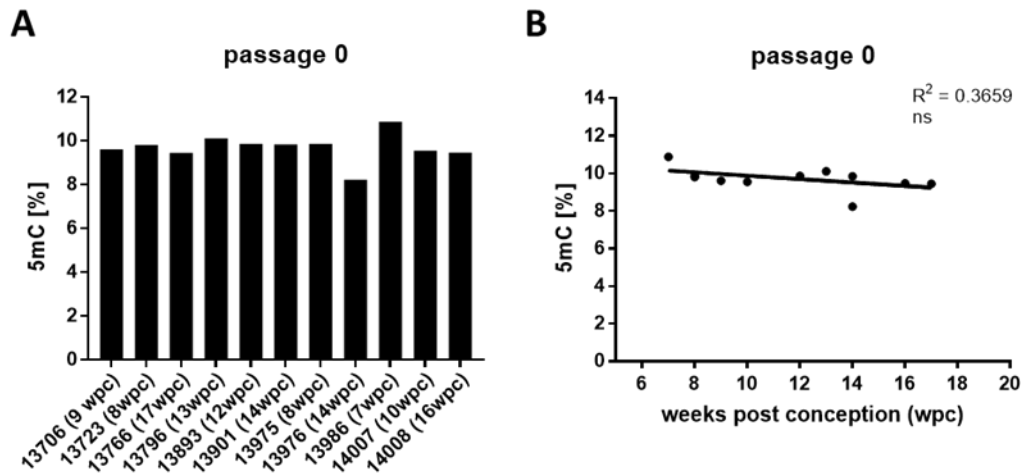 A
passage 0
5mC [%]
12
10
8
6
4
2
0
13706 (9 wpc)
13723 (8wpc)
13766 (17wpc)
13796 (13wpc)
13893 (12wpc)
13901 (14wpc)
13975 (8wpc)
13976 (14wpc)
13986 (7wpc)
14007 (10wpc)
14008 (16wpc)
B
passage 0
R² = 0.3659
ns
5mC [%]
14
12
10
8
6
4
2
0
6 8 10 12 14 16 18 20
weeks post conception (wpc)